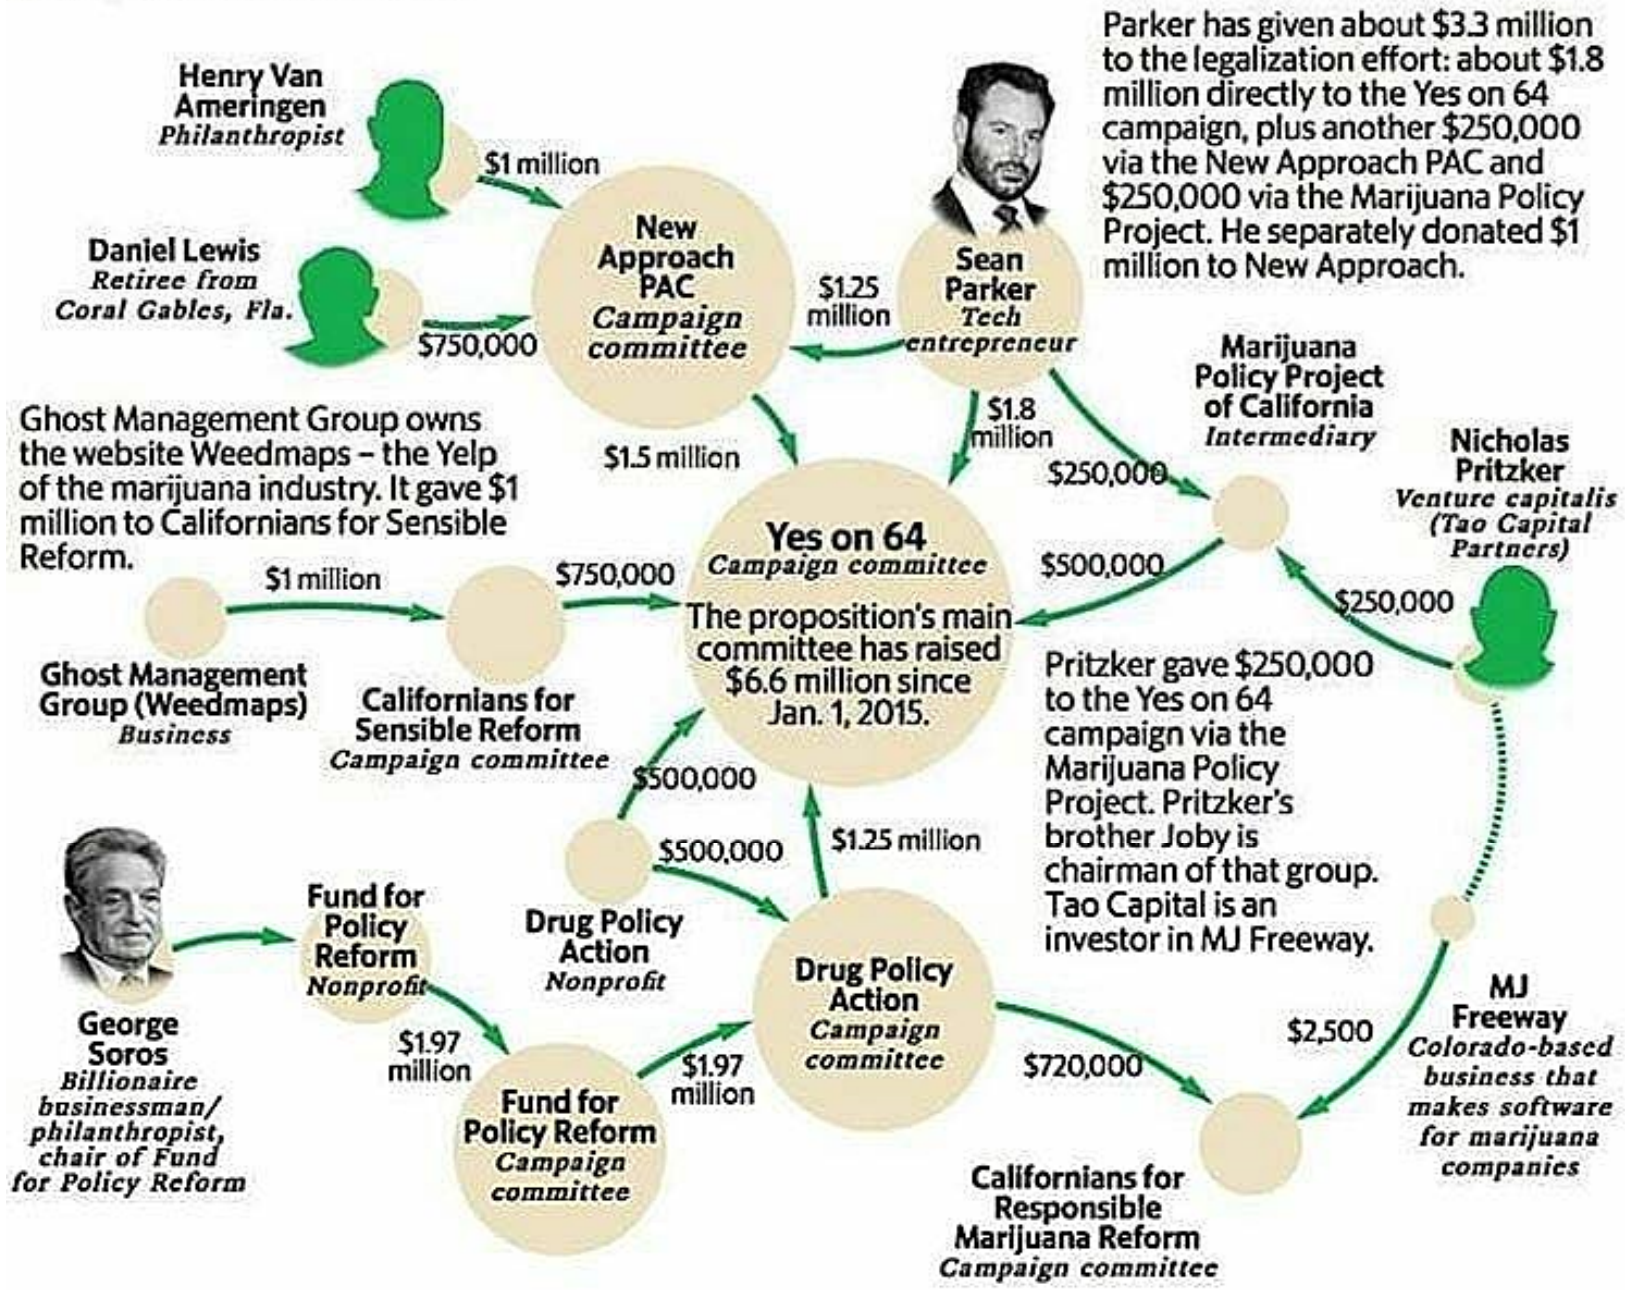 Parker has given about $3.3 million
to the legalization effort: about $1.8
million directly to the Yes on 64
campaign, plus another $250,000
via the New Approach PAC and
$250,000 via the Marijuana Policy
Project. He separately donated $1
million to New Approach.
Henry Van
Ameringen
Philanthropist
$1 million
Daniel Lewis
Retiree from
Coral Gables, Fla.
$750,000
New
Approach
PAC
Campaign
committee
$1.25
million
Sean
Parker
Tech
entrepreneur
Marijuana
Policy Project
of California
Intermediary
$1.8
million
$1.5 million
$250,000
Nicholas
Pritzker
Venture capitalis
(Tao Capital
Partners)
Ghost Management Group owns
the website Weedmaps – the Yelp
of the marijuana industry. It gave $1
million to Californians for Sensible
Reform.
$1 million
$750,000
Yes on 64
Campaign committee
The proposition's main
committee has raised
$6.6 million since
Jan. 1, 2015.
$500,000
$250,000
Ghost Management
Group (Weedmaps)
Business
Californians for
Sensible Reform
Campaign committee
Pritzker gave $250,000
to the Yes on 64
campaign via the
Marijuana Policy
Project. Pritzker's
brother Joby is
chairman of that group.
Tao Capital is an
investor in MJ Freeway.
$500,000
$500,000
$1.25 million
Drug Policy
Action
Nonprofit
Fund for
Policy
Reform
Nonprofit
George
Soros
Billionaire
businessman/
philanthropist,
chair of Fund
for Policy Reform
$1.97
million
Fund for
Policy Reform
Campaign
committee
$1.97
million
Drug Policy
Action
Campaign
committee
$720,000
$2,500
MJ
Freeway
Colorado-based
business that
makes software
for marijuana
companies
Californians for
Responsible
Marijuana Reform
Campaign committee